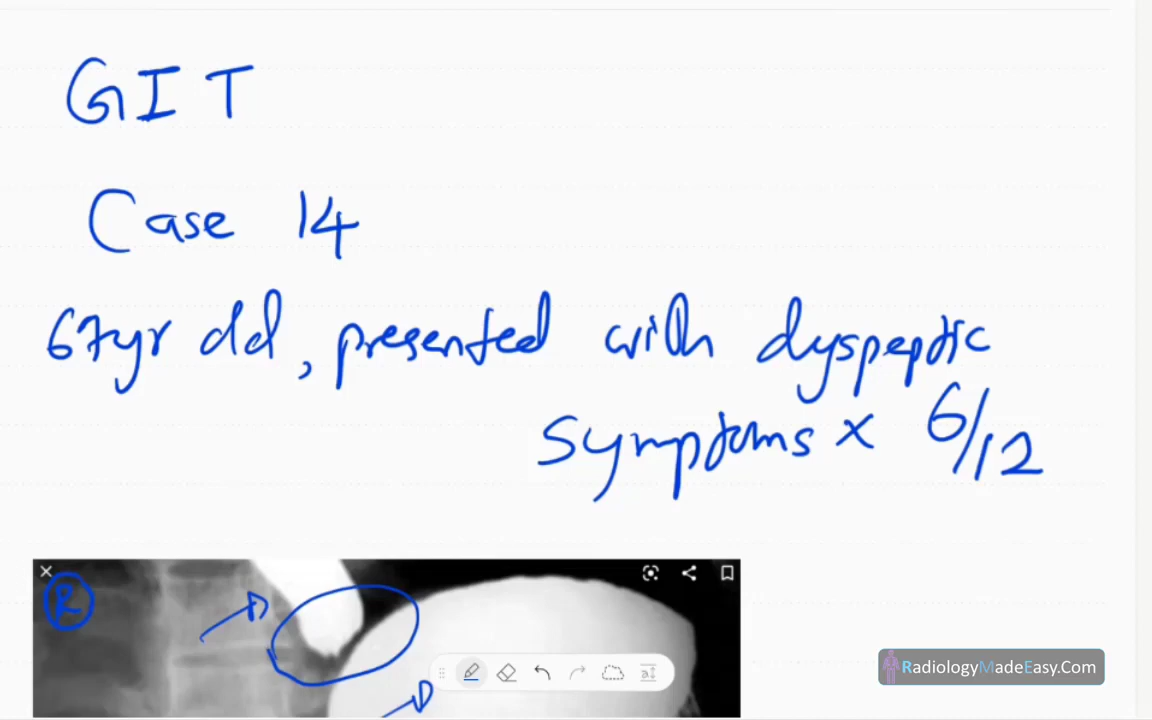 GIT
Case 14
67yr old, presented with dyspeptic
symptoms x 6/12
R
RadiologyMadeEasy.Com